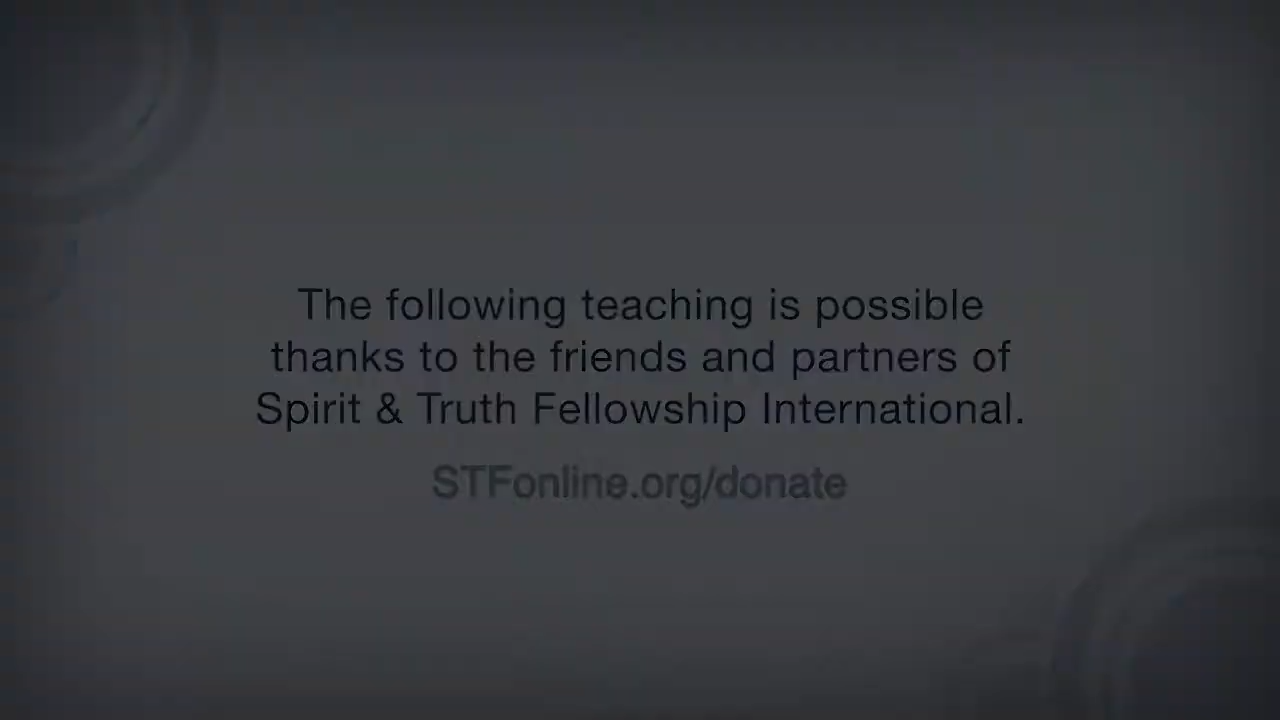 The following teaching is possible
thanks to the friends and partners of
Spirit & Truth Fellowship International.
STFonline.org/donate